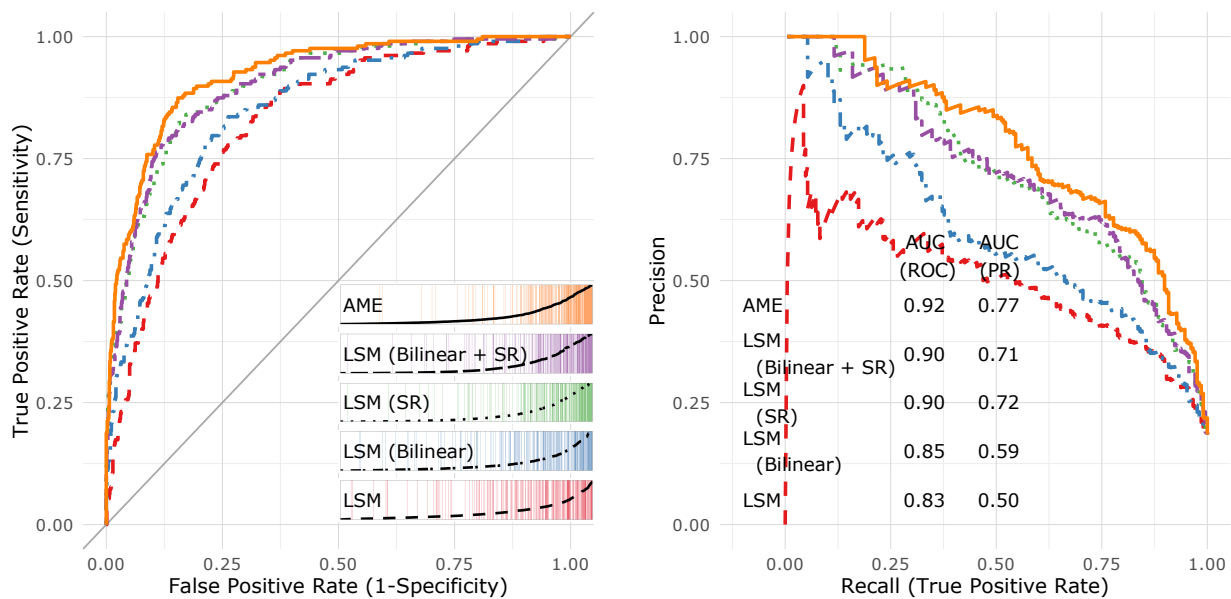 1.00
0.75
0.50
0.25
0.00
True Positive Rate (Sensitivity)
AME
LSM (Bilinear + SR)
LSM (SR)
LSM (Bilinear)
LSM
0.00
0.25
0.50
0.75
1.00
False Positive Rate (1-Specificity)
1.00
0.75
0.50
0.25
0.00
Precision
AUC
(ROC)
AUC
(PR)
AME 0.92 0.77
LSM
(Bilinear + SR) 0.90 0.71
LSM
(SR) 0.90 0.72
LSM
(Bilinear) 0.85 0.59
LSM 0.83 0.50
0.00
0.25
0.50
0.75
1.00
Recall (True Positive Rate)